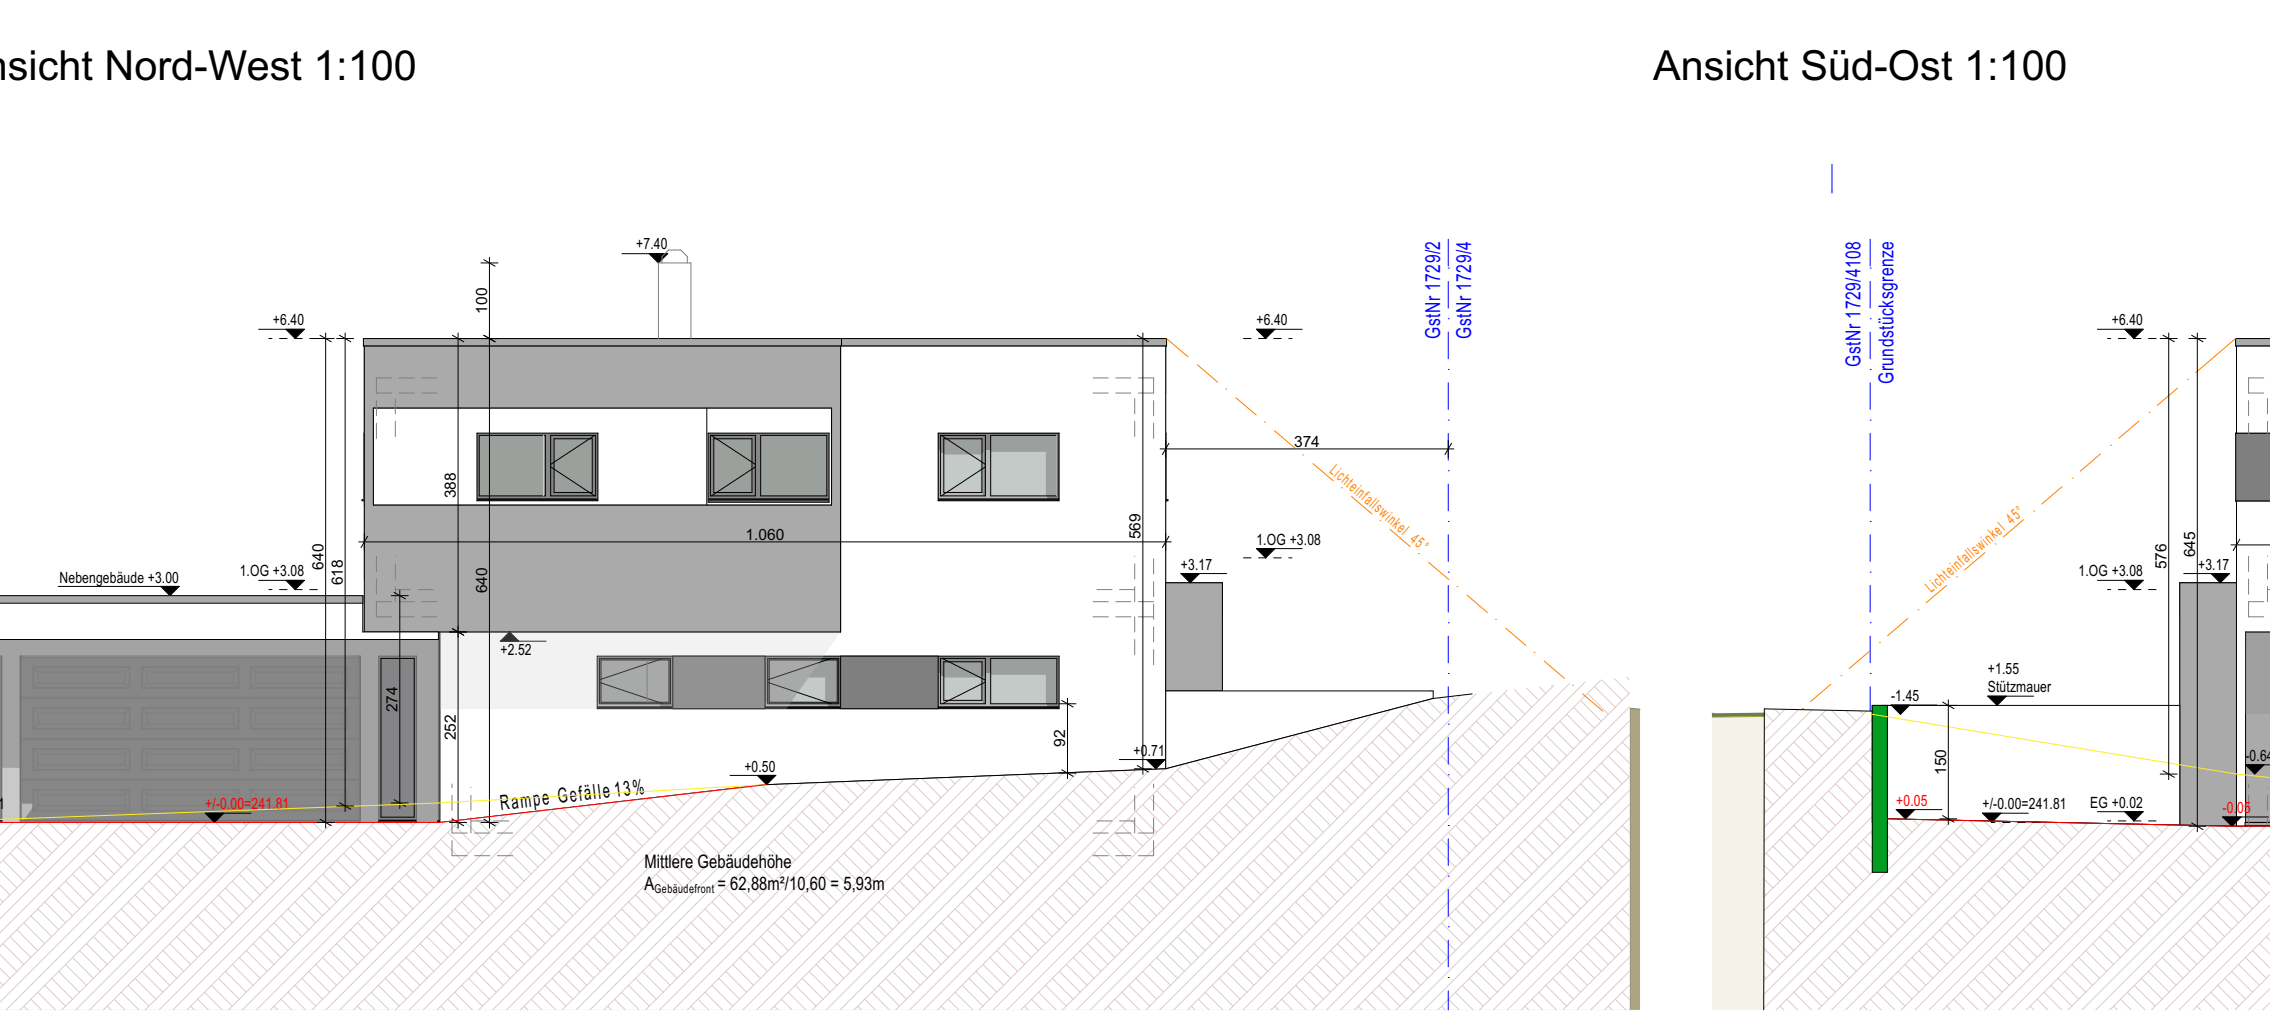 nsicht Nord-West 1:100
Ansicht Süd-Ost 1:100
+7.40
100
+6.40
+6.40
GstNr 1729/2
GstNr 1729/4
374
Lichteinfallswinkel 45°
388
1.060
569
1.OG +3.08
640
618
640
1.OG +3.08
Nebengebäude +3.00
+3.17
+2.52
274
252
92
+0.71
+0.50
Rampe Gefälle 13%
+/-0.00=241.81
Mittlere Gebäudehöhe
AGebäudefront = 62,88m²/10,60 = 5,93m
GstNr 1729/4108
Grundstücksgrenze
+6.40
Lichteinfallswinkel 45°
576
645
1.OG +3.08
+3.17
+1.55
Stützmauer
-1.45
150
-0.64
+0.05
+/-0.00=241.81
EG +0.02
-0.05